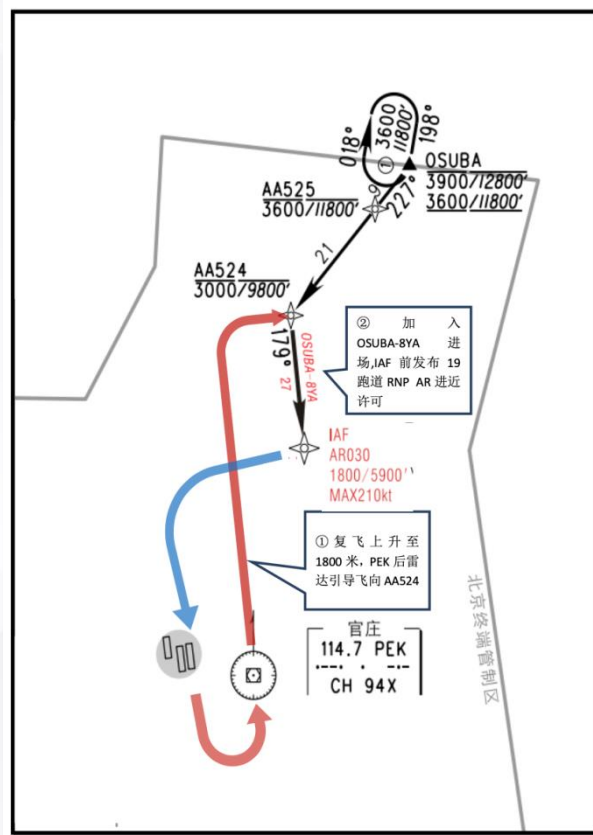 018°
①
3600
11800'
198°
OSUBA
3900/12800'
3600/11800'
AA525
3600/11800'
9
227°
21
AA524
3000/9800'
179°
OSUBA-8YA
27
② 加入
OSUBA-8YA 进
场,IAF 前发布 19
跑道 RNP AR 进近
许可
IAF
AR030
1800/5900'
MAX210kt
① 复飞上升至
1800 米，PEK 后雷
达引导飞向 AA524
官庄
114.7 PEK
·--· · -·-
CH 94X
北京终端管制区